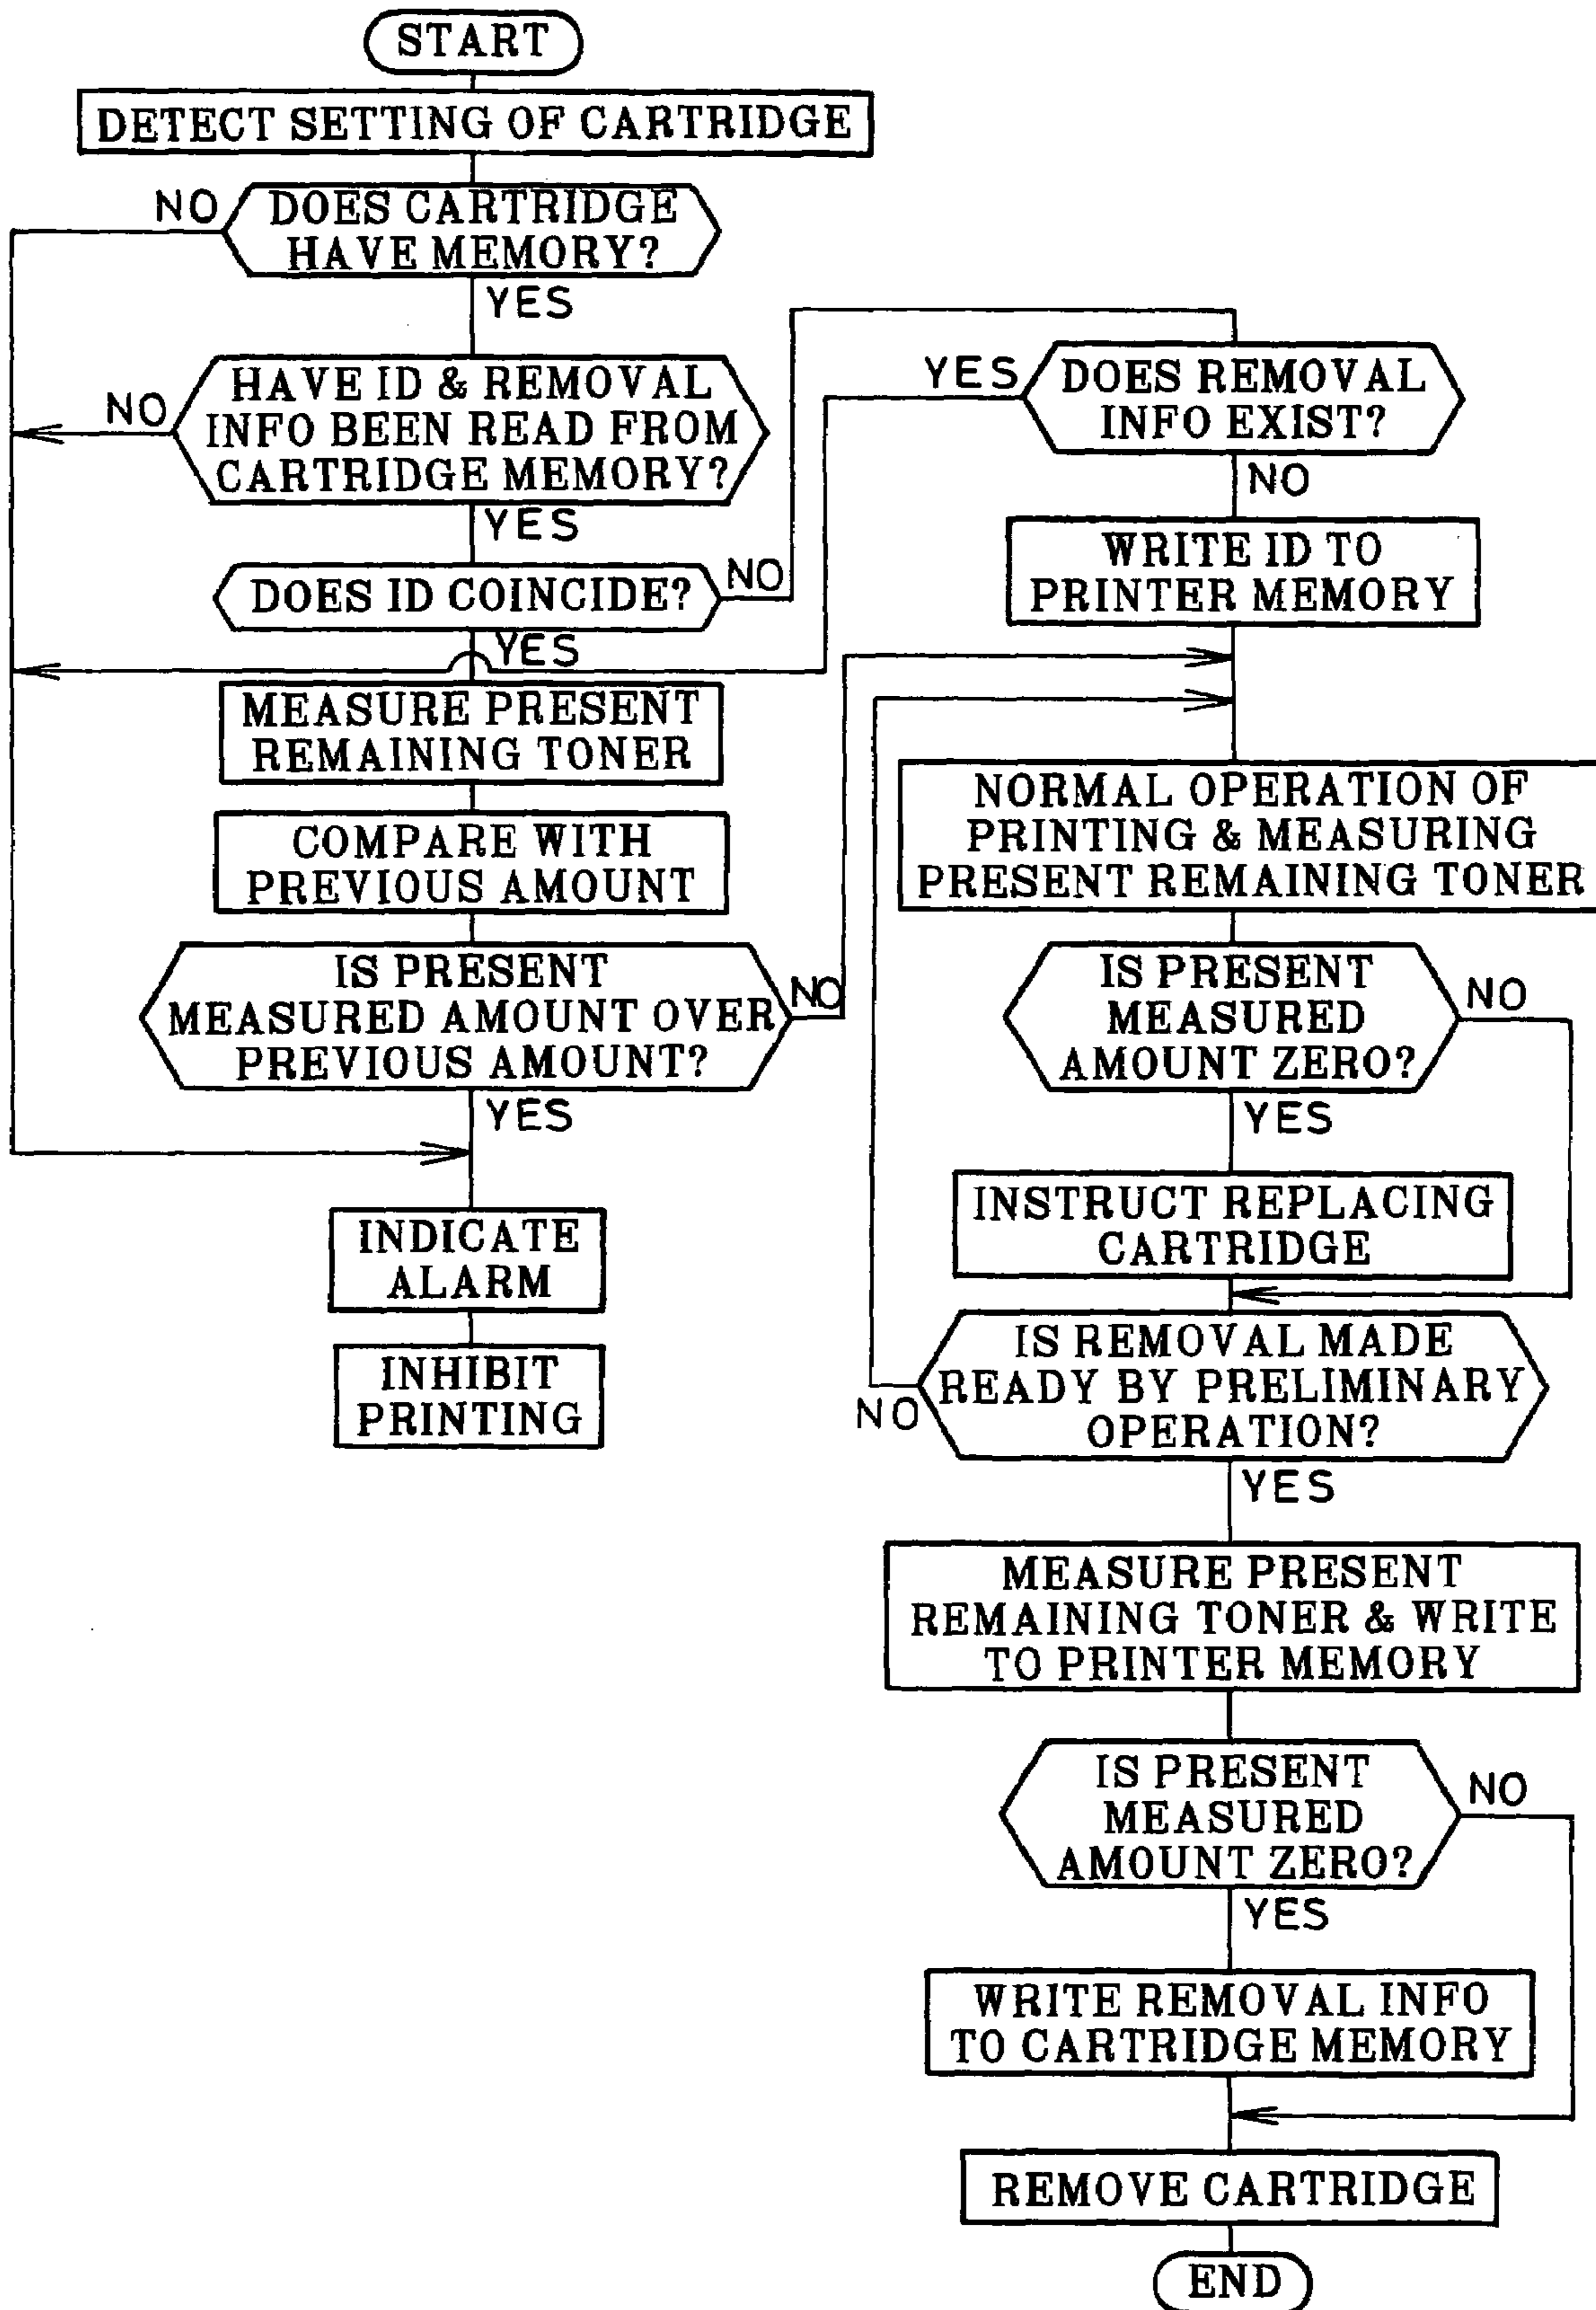 START
DETECT SETTING OF CARTRIDGE
NO
DOES CARTRIDGE
HAVE MEMORY?
YES
NO
HAVE ID & REMOVAL
INFO BEEN READ FROM
CARTRIDGE MEMORY?
YES
DOES ID COINCIDE?
NO
YES
MEASURE PRESENT
REMAINING TONER
COMPARE WITH
PREVIOUS AMOUNT
IS PRESENT
MEASURED AMOUNT OVER
PREVIOUS AMOUNT?
NO
YES
INDICATE
ALARM
INHIBIT
PRINTING
YES
DOES REMOVAL
INFO EXIST?
NO
WRITE ID TO
PRINTER MEMORY
NORMAL OPERATION OF
PRINTING & MEASURING
PRESENT REMAINING TONER
IS PRESENT
MEASURED
AMOUNT ZERO?
NO
YES
INSTRUCT REPLACING
CARTRIDGE
IS REMOVAL MADE
READY BY PRELIMINARY
OPERATION?
NO
YES
MEASURE PRESENT
REMAINING TONER & WRITE
TO PRINTER MEMORY
IS PRESENT
MEASURED
AMOUNT ZERO?
NO
YES
WRITE REMOVAL INFO
TO CARTRIDGE MEMORY
REMOVE CARTRIDGE
END